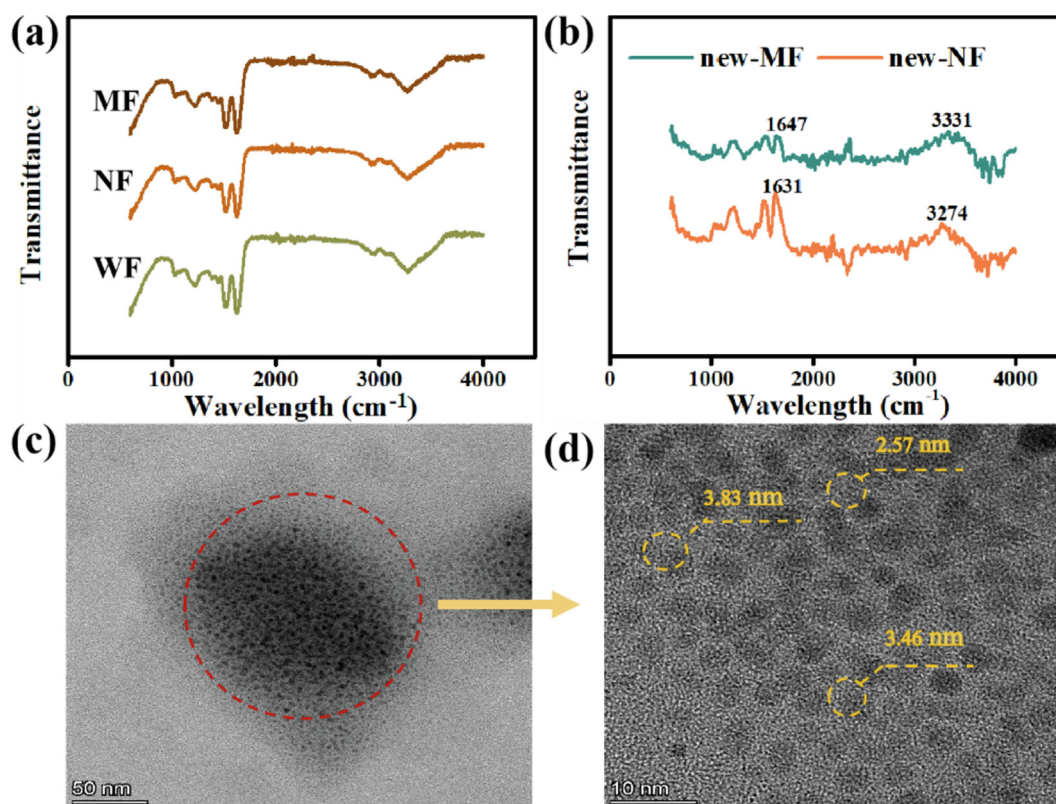 (a)
MF
NF
WF
Transmittance
0 1000 2000 3000 4000
Wavelength (cm⁻¹)
(b)
new-MF new-NF
1647
3331
1631
3274
Transmittance
0 1000 2000 3000 4000
Wavelength (cm⁻¹)
(c)
50 nm
(d)
2.57 nm
3.83 nm
3.46 nm
10 nm